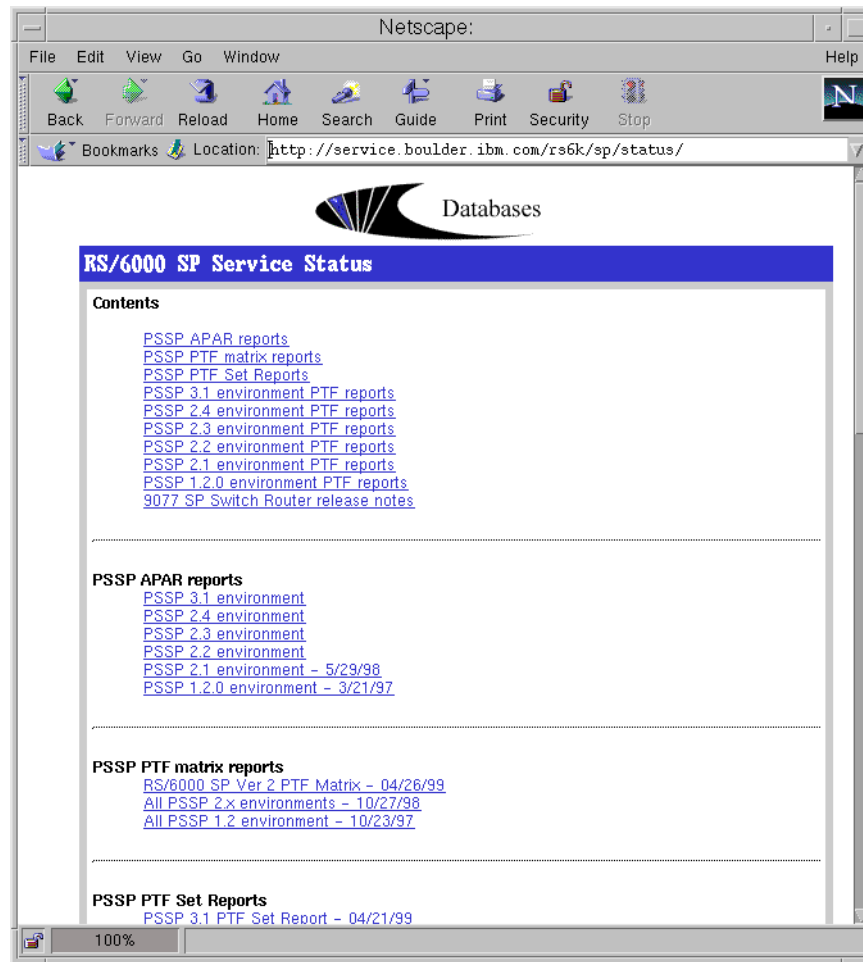 Netscape:
File Edit View Go Window Help
Back Forward Reload Home Search Guide Print Security Stop
N
Bookmarks Location: http://service.boulder.ibm.com/rs6k/sp/status/
Databases
RS/6000 SP Service Status
Contents
PSSP APAR reports
PSSP PTF matrix reports
PSSP PTF Set Reports
PSSP 3.1 environment PTF reports
PSSP 2.4 environment PTF reports
PSSP 2.3 environment PTF reports
PSSP 2.2 environment PTF reports
PSSP 2.1 environment PTF reports
PSSP 1.2.0 environment PTF reports
9077 SP Switch Router release notes
PSSP APAR reports
PSSP 3.1 environment
PSSP 2.4 environment
PSSP 2.3 environment
PSSP 2.2 environment
PSSP 2.1 environment – 5/29/98
PSSP 1.2.0 environment – 3/21/97
PSSP PTF matrix reports
RS/6000 SP Ver 2 PTF Matrix – 04/26/99
All PSSP 2.x environments – 10/27/98
All PSSP 1.2 environment – 10/23/97
PSSP PTF Set Reports
PSSP 3.1 PTF Set Report – 04/21/99
100%